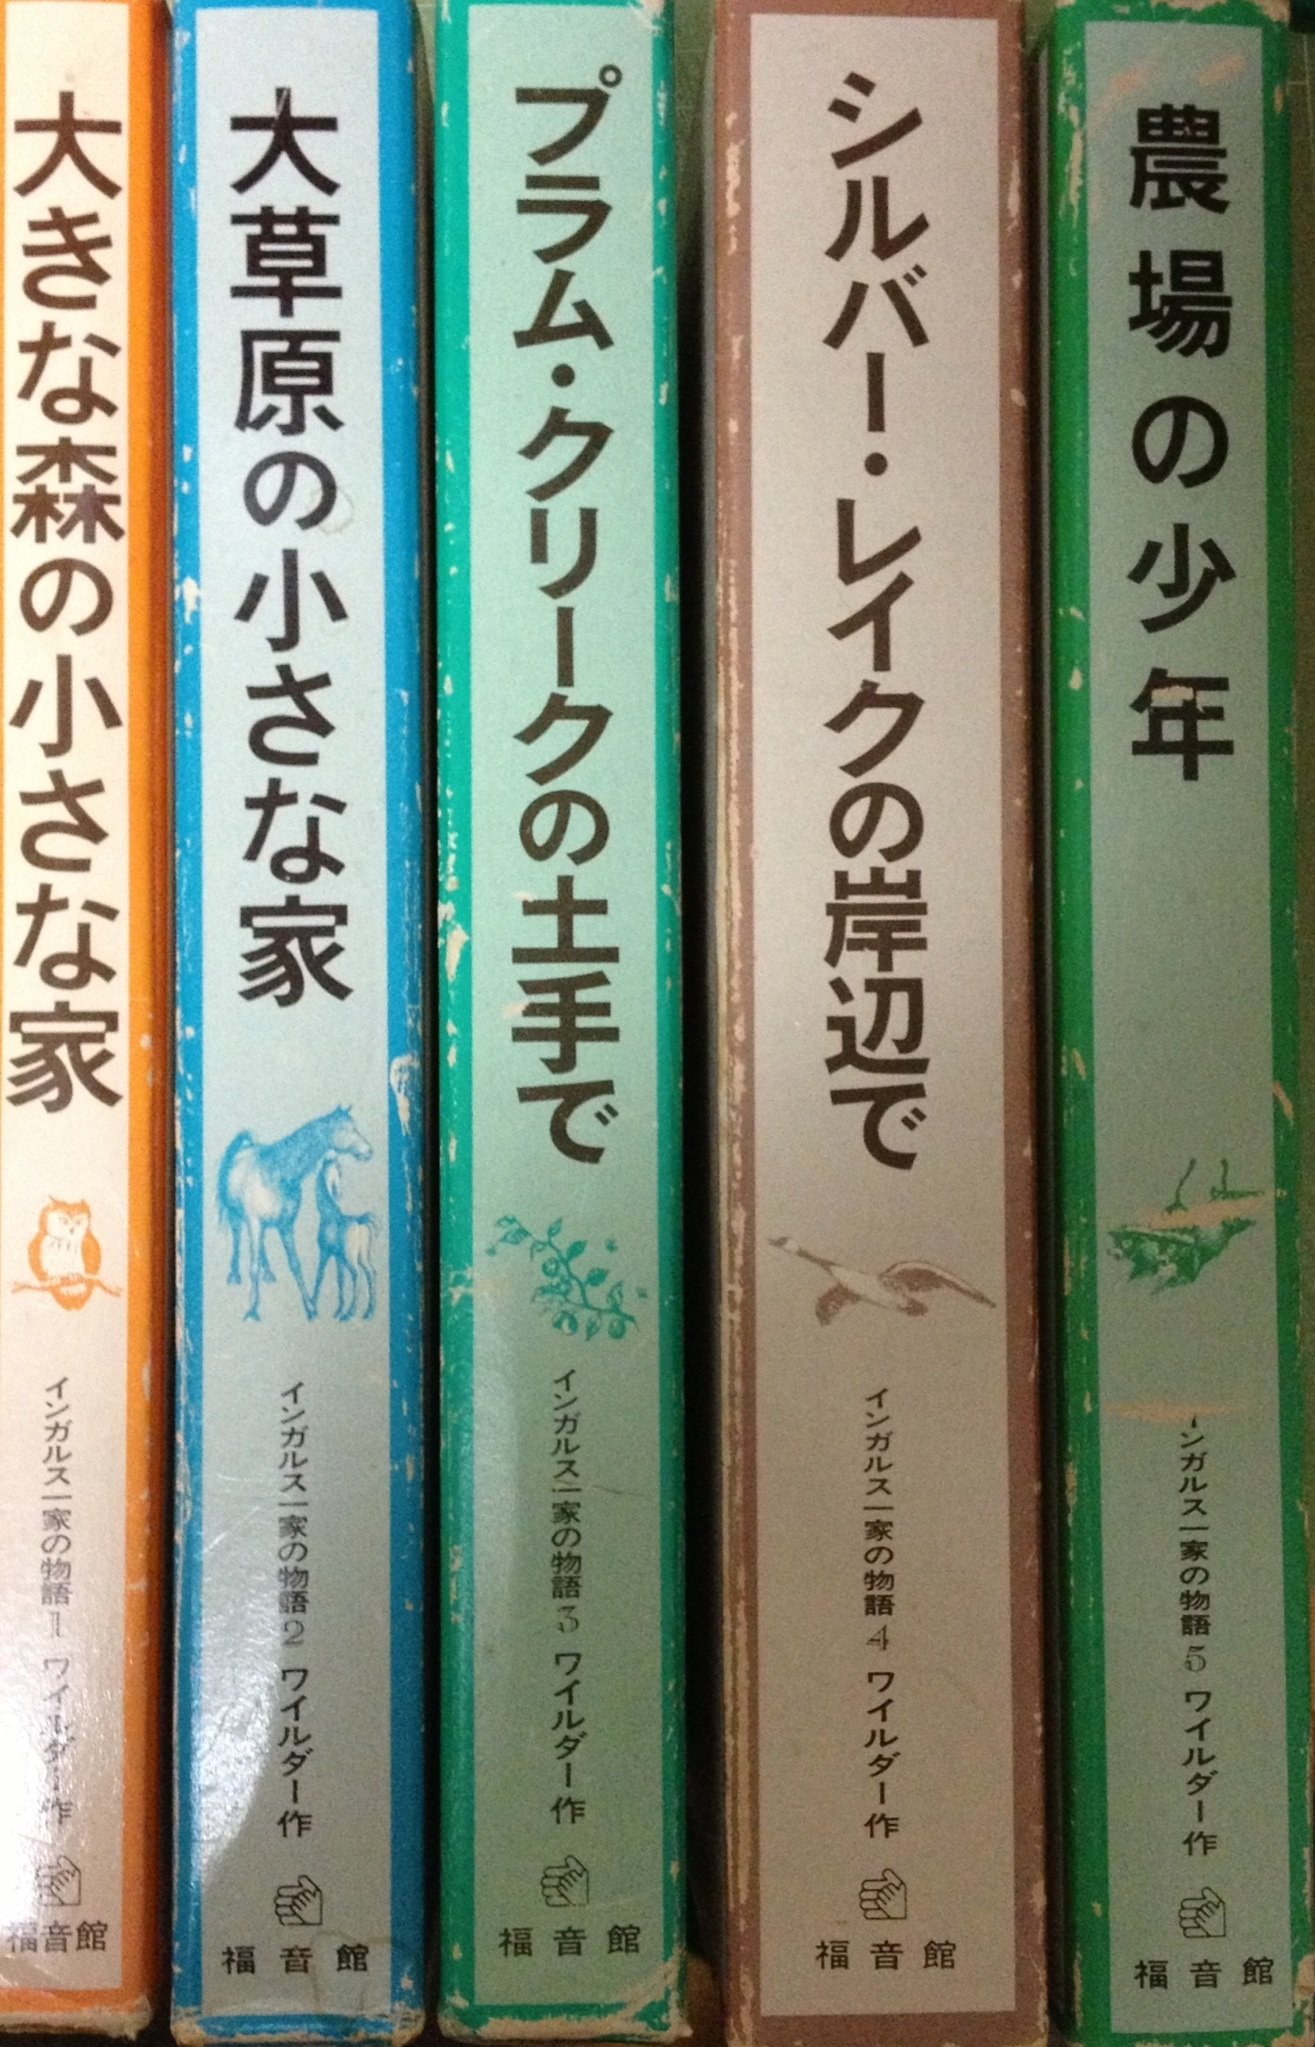 大きな森の小さな家
インガルス一家の物語1 ワイルダー作
福音館
大草原の小さな家
インガルス一家の物語2 ワイルダー作
福音館
プラム・クリークの土手で
インガルス一家の物語3 ワイルダー作
福音館
シルバー・レイクの岸辺で
インガルス一家の物語4 ワイルダー作
福音館
農場の少年
インガルス一家の物語5 ワイルダー作
福音館